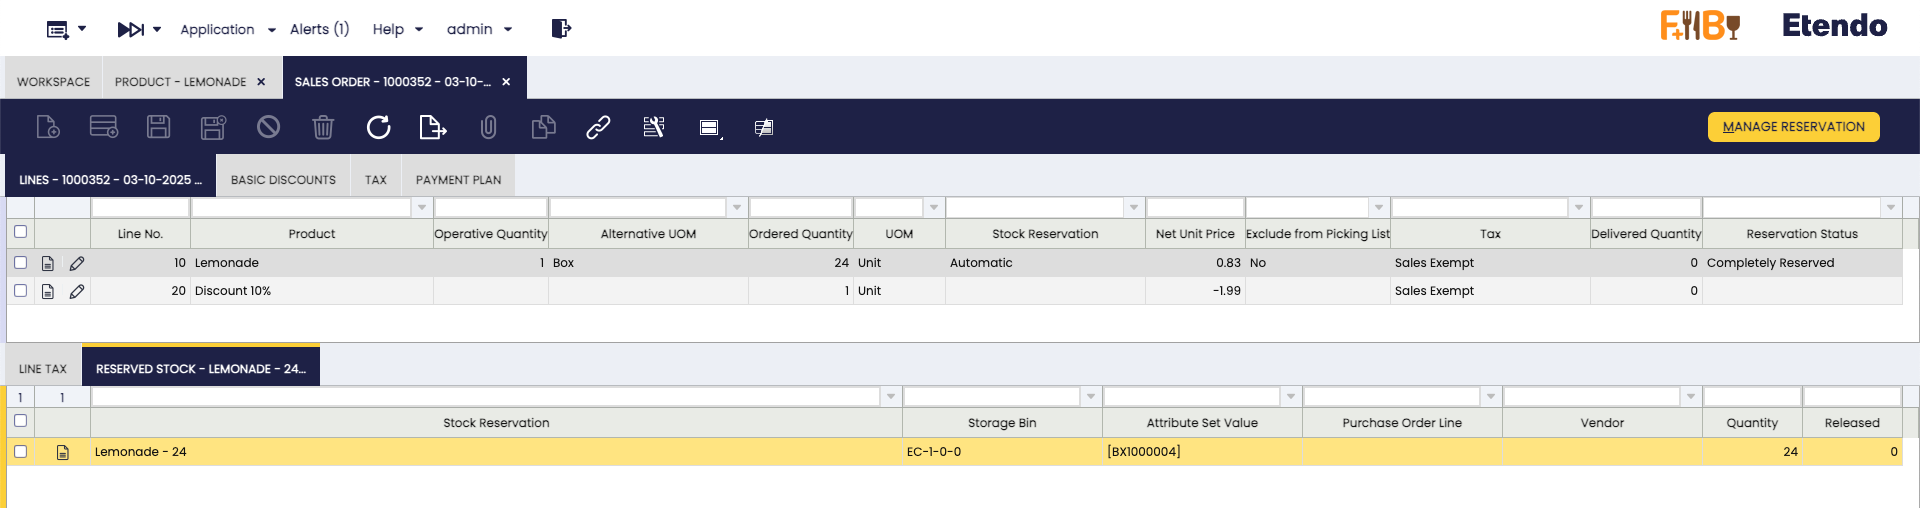 Application Alerts (1) Help admin F+HB Etendo
WORKSPACE PRODUCT - LEMONADE × SALES ORDER - 1000352 - 03-10-... ×
MANAGE RESERVATION
LINES - 1000352 - 03-10-2025 ... BASIC DISCOUNTS TAX PAYMENT PLAN
Line No. Product Operative Quantity Alternative UOM Ordered Quantity UOM Stock Reservation Net Unit Price Exclude from Picking List Tax Delivered Quantity Reservation Status
10 Lemonade 1 Box 24 Unit Automatic 0.83 No Sales Exempt 0 Completely Reserved
20 Discount 10% 1 Unit -1.99 Sales Exempt 0
LINE TAX RESERVED STOCK - LEMONADE - 24...
1 1
Stock Reservation Storage Bin Attribute Set Value Purchase Order Line Vendor Quantity Released
Lemonade - 24 EC-1-0-0 [BX1000004] 24 0